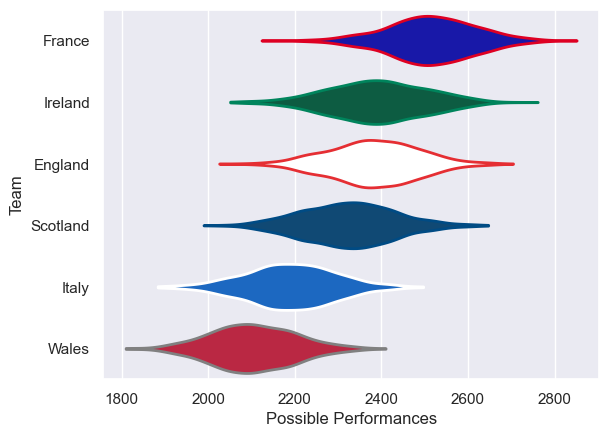 France
Ireland
England
Scotland
Italy
Wales
Team
1800 2000 2200 2400 2600 2800
Possible Performances